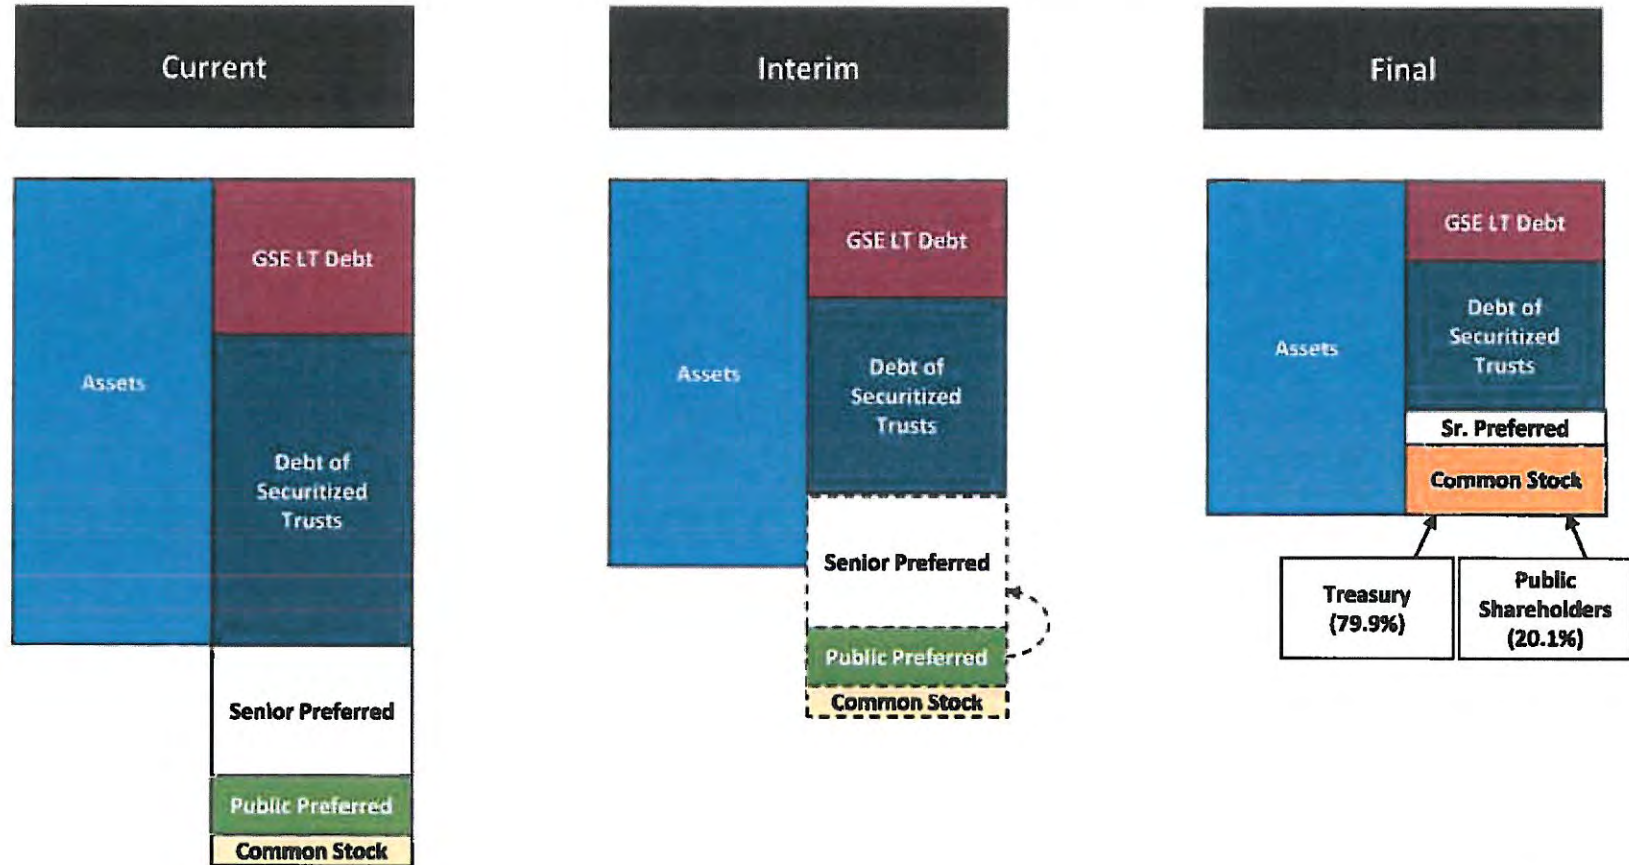 Current
Assets
GSE LT Debt
Debt of
Securitized
Trusts
Senior Preferred
Public Preferred
Common Stock
Interim
Assets
GSE LT Debt
Debt of
Securitized
Trusts
Senior Preferred
Public Preferred
Common Stock
Final
Assets
GSE LT Debt
Debt of
Securitized
Trusts
Sr. Preferred
Common Stock
Treasury
(79.9%)
Public
Shareholders
(20.1%)